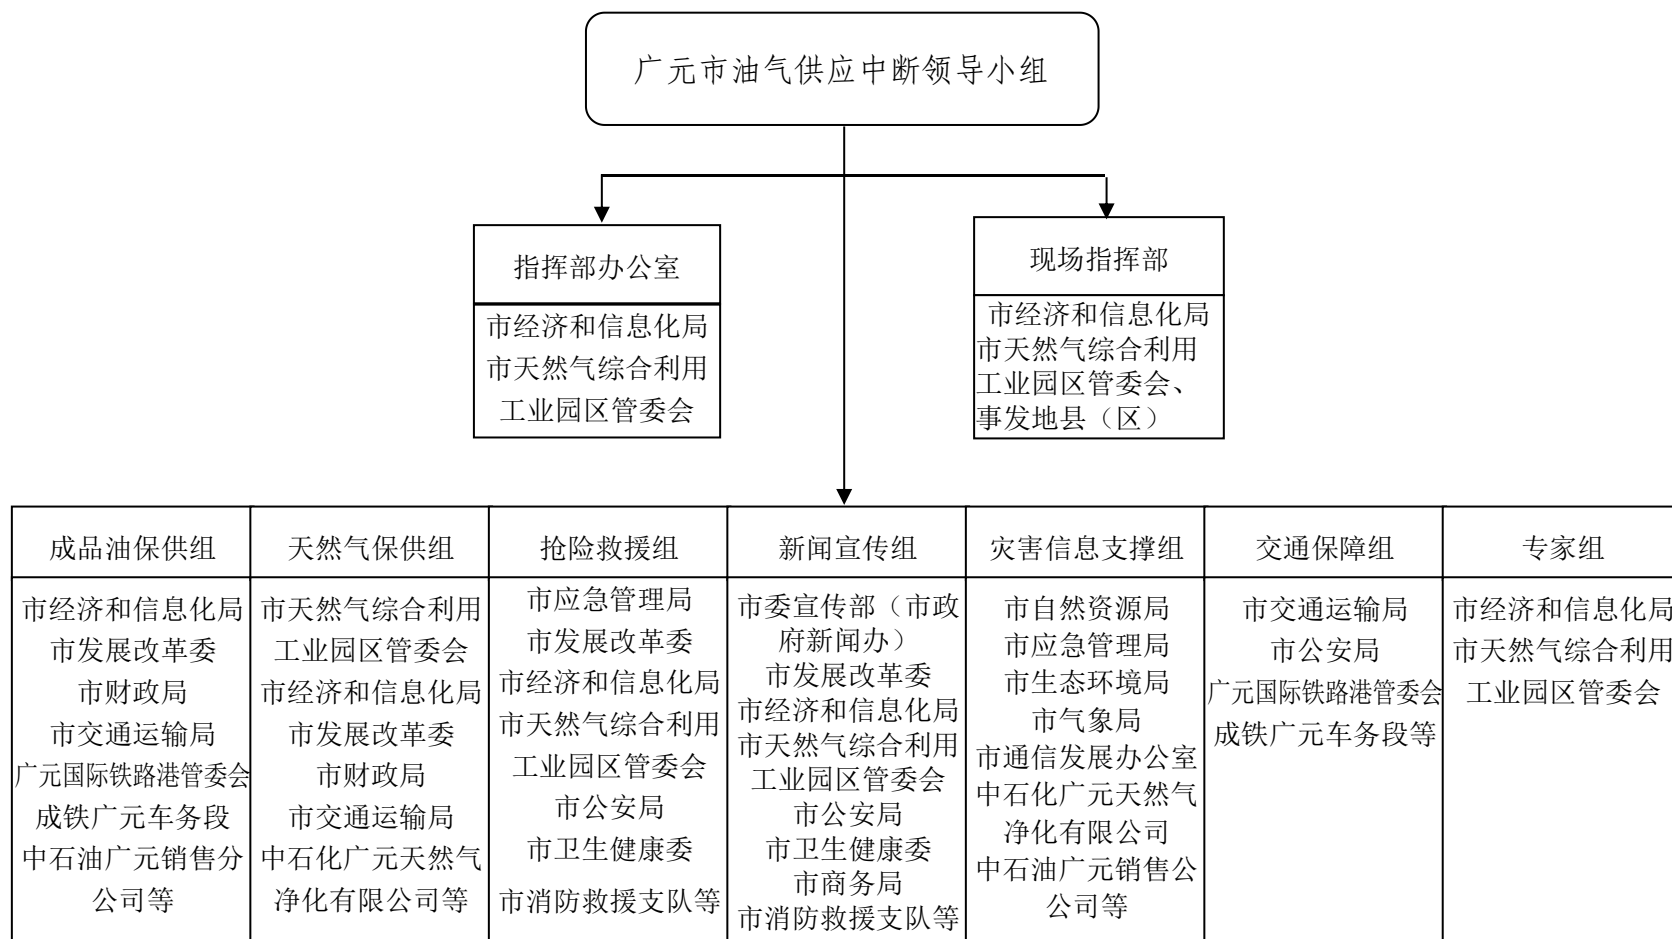 广元市油气供应中断领导小组
指挥部办公室
市经济和信息化局
市天然气综合利用
工业园区管委会
现场指挥部
市经济和信息化局
市天然气综合利用
工业园区管委会、
事发地县（区）
成品油保供组
市经济和信息化局
市发展改革委
市财政局
市交通运输局
广元国际铁路港管委会
成铁广元车务段
中石油广元销售分
公司等
天然气保供组
市天然气综合利用
工业园区管委会
市经济和信息化局
市发展改革委
市财政局
市交通运输局
中石化广元天然气
净化有限公司等
抢险救援组
市应急管理局
市发展改革委
市经济和信息化局
市天然气综合利用
工业园区管委会
市公安局
市卫生健康委
市消防救援支队等
新闻宣传组
市委宣传部（市政
府新闻办）
市发展改革委
市经济和信息化局
市天然气综合利用
工业园区管委会
市公安局
市卫生健康委
市商务局
市消防救援支队等
灾害信息支撑组
市自然资源局
市应急管理局
市生态环境局
市气象局
市通信发展办公室
中石化广元天然气
净化有限公司
中石油广元销售公
公司等
交通保障组
市交通运输局
市公安局
广元国际铁路港管委会
成铁广元车务段等
专家组
市经济和信息化局
市天然气综合利用
工业园区管委会